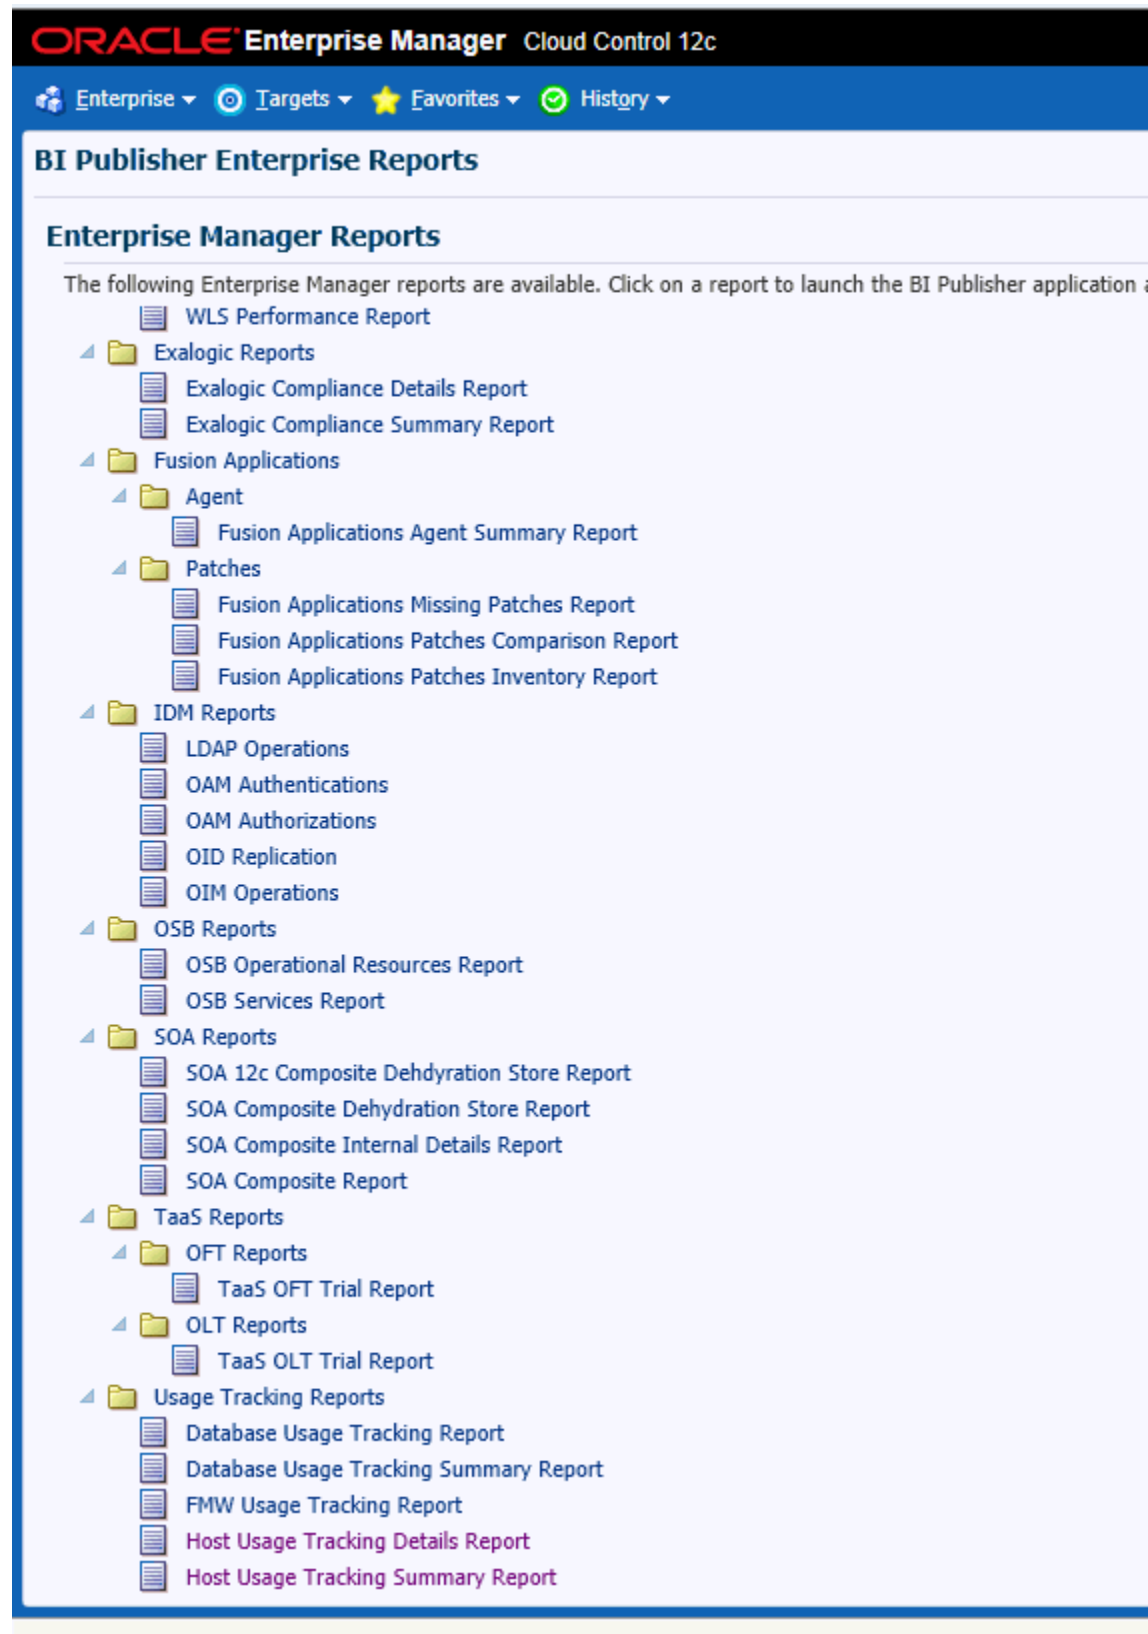 ORACLE Enterprise Manager Cloud Control 12c
Enterprise Targets Favorites History
BI Publisher Enterprise Reports
Enterprise Manager Reports
The following Enterprise Manager reports are available. Click on a report to launch the BI Publisher application
WLS Performance Report
Exalogic Reports
Exalogic Compliance Details Report
Exalogic Compliance Summary Report
Fusion Applications
Agent
Fusion Applications Agent Summary Report
Patches
Fusion Applications Missing Patches Report
Fusion Applications Patches Comparison Report
Fusion Applications Patches Inventory Report
IDM Reports
LDAP Operations
OAM Authentications
OAM Authorizations
OID Replication
OIM Operations
OSB Reports
OSB Operational Resources Report
OSB Services Report
SOA Reports
SOA 12c Composite Dehdyration Store Report
SOA Composite Dehydration Store Report
SOA Composite Internal Details Report
SOA Composite Report
TaaS Reports
OFT Reports
TaaS OFT Trial Report
OLT Reports
TaaS OLT Trial Report
Usage Tracking Reports
Database Usage Tracking Report
Database Usage Tracking Summary Report
FMW Usage Tracking Report
Host Usage Tracking Details Report
Host Usage Tracking Summary Report